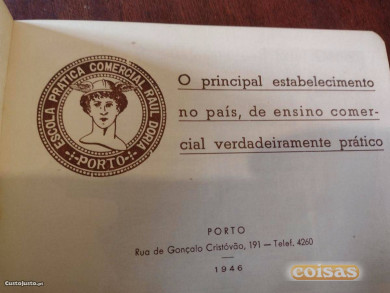 ESCOLA PRATICA COMERCIAL RAUL DORIA
PORTO
O principal estabelecimento
no país, de ensino comer-
cial verdadeiramente prático
PORTO
Rua de Gonçalo Cristóvão, 191 — Telef. 4260
1946
CustoJusto.pt
coisas